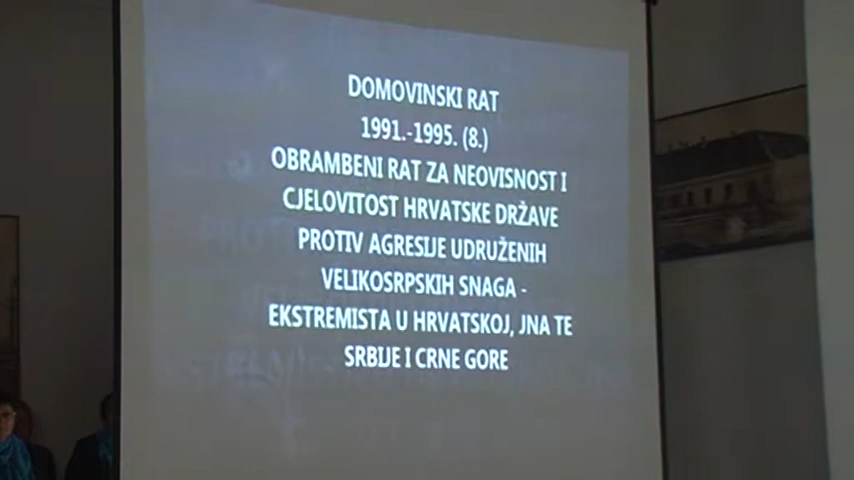 DOMOVINSKI RAT
1991.-1995. (8.)
OBRAMBENI RAT ZA NEOVISNOST I
CJELOVITOST HRVATSKE DRŽAVE
PROTIV AGRESIJE UDRUŽENIH
VELIKOSRPSKIH SNAGA -
EKSTREMISTA U HRVATSKOJ, JNA TE
SRBIJE I CRNE GORE